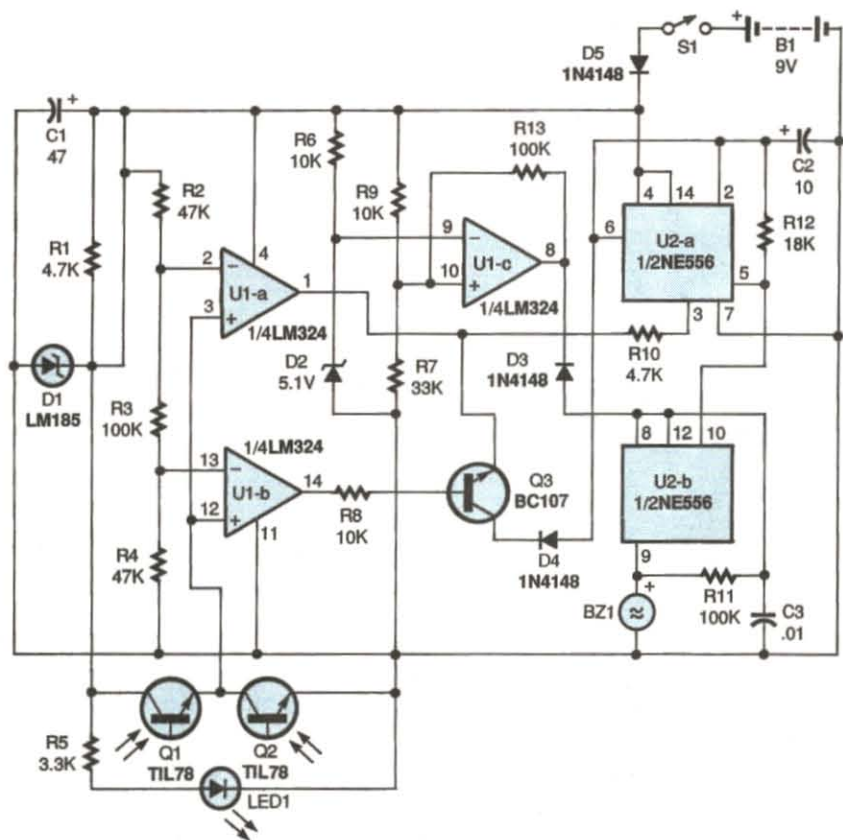 S1
+
B1
9V
D5
1N4148
+
C1
47
R6
10K
R13
100K
+
C2
10
R2
47K
R9
10K
4
14
2
R1
4.7K
R12
18K
2
−
4
U1-a
1
3
+
1/4LM324
9
−
8
U1-c
10
+
1/4LM324
6
U2-a
1/2NE556
5
3
7
D1
LM185
R3
100K
D2
5.1V
R7
33K
D3
1N4148
R10
4.7K
1/4LM324
13
−
14
U1-b
12
+
11
R8
10K
Q3
BC107
8
12
10
U2-b
1/2NE556
9
R4
47K
D4
1N4148
+
BZ1
R11
100K
C3
.01
R5
3.3K
Q1
TIL78
Q2
TIL78
LED1